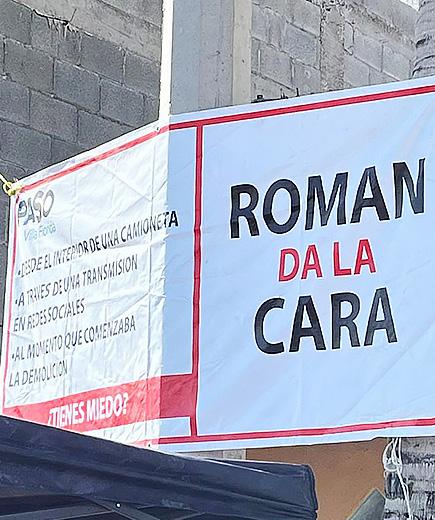 PASO
Villa Florida
•DESDE EL INTERIOR DE UNA CAMIONETA
•A TRAVES DE UNA TRANSMISION
EN REDES SOCIALES
•AL MOMENTO QUE COMENZABA
LA DEMOLICION
¿TIENES MIEDO?
ROMAN
DA LA
CARA